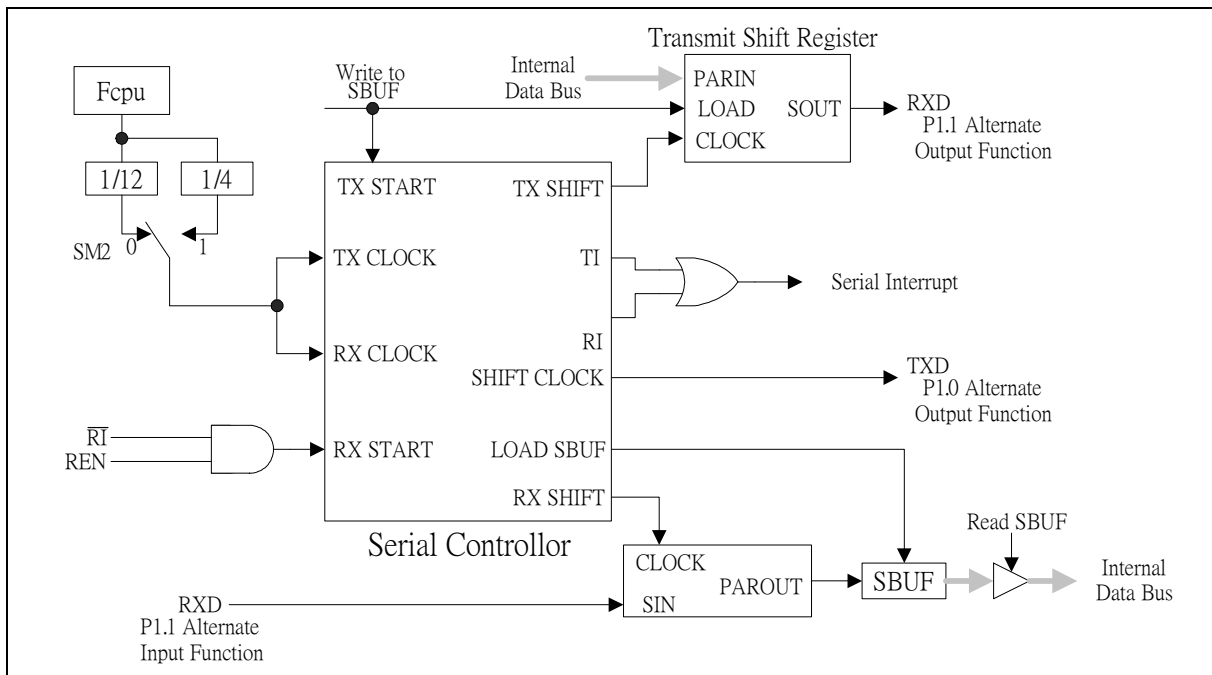 Transmit Shift Register
Fcpu
Write to
SBUF
Internal
Data Bus
PARIN
LOAD
SOUT
CLOCK
RXD
P1.1 Alternate
Output Function
1/12
1/4
SM2
0
1
TX START
TX SHIFT
TX CLOCK
TI
Serial Interrupt
RX CLOCK
RI
SHIFT CLOCK
TXD
P1.0 Alternate
Output Function
RI
REN
RX START
LOAD SBUF
RX SHIFT
Serial Controllor
Read SBUF
CLOCK
PAROUT
SIN
SBUF
Internal
Data Bus
RXD
P1.1 Alternate
Input Function